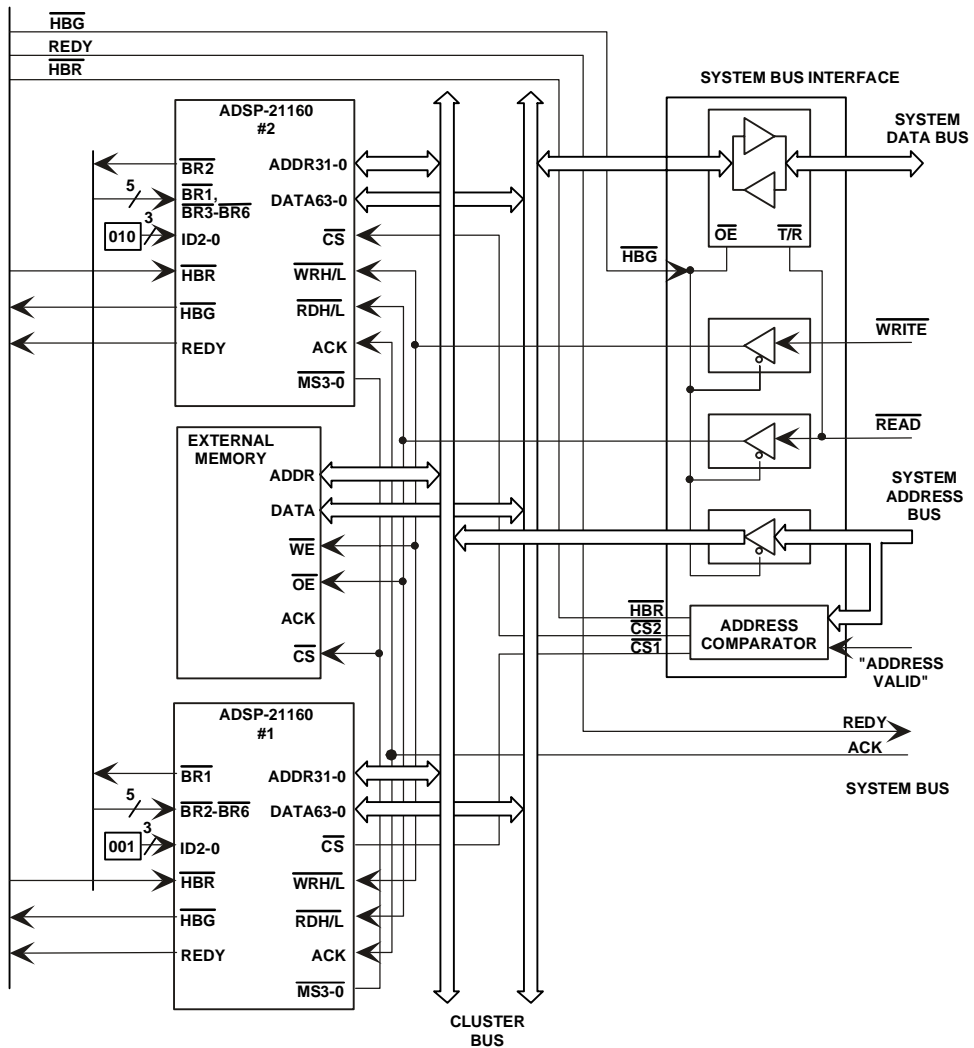 HBG
REDY
HBR
SYSTEM BUS INTERFACE
ADSP-21160
#2
BR2
5
BR1,
BR3-BR6
010
3
ID2-0
HBR
HBG
REDY
ADDR31-0
DATA63-0
CS
WRH/L
RDH/L
ACK
MS3-0
SYSTEM
DATA BUS
OE
T/R
HBG
WRITE
READ
SYSTEM
ADDRESS
BUS
EXTERNAL
MEMORY
ADDR
DATA
WE
OE
ACK
CS
HBR
CS2
CS1
ADDRESS
COMPARATOR
"ADDRESS
VALID"
REDY
ACK
SYSTEM BUS
ADSP-21160
#1
BR1
5
BR2-BR6
001
3
ID2-0
HBR
HBG
REDY
ADDR31-0
DATA63-0
CS
WRH/L
RDH/L
ACK
MS3-0
CLUSTER
BUS